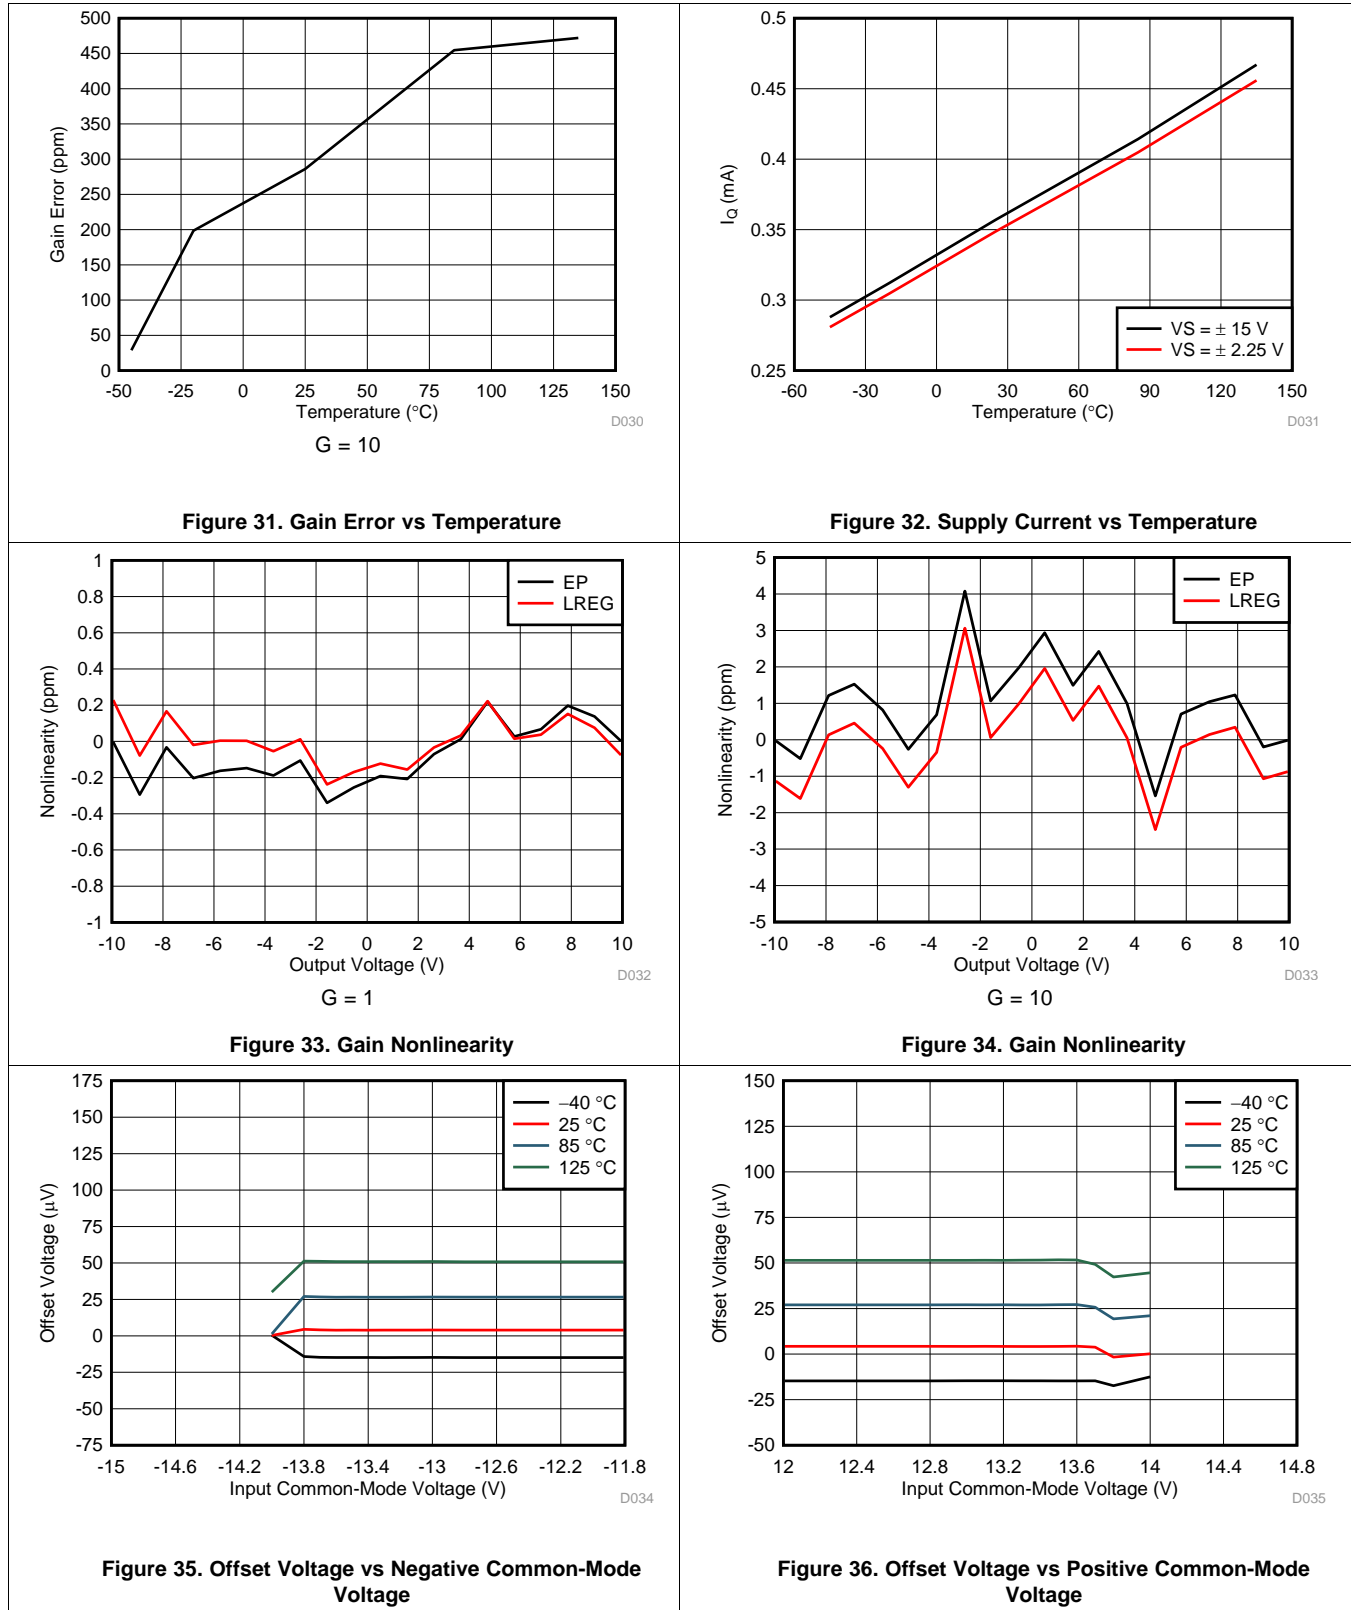 500
450
400
350
300
250
200
150
100
50
0
Gain Error (ppm)
-50 -25 0 25 50 75 100 125 150
Temperature (°C)
D030
G = 10
Figure 31. Gain Error vs Temperature
0.5
0.45
0.4
0.35
0.3
0.25
IQ (mA)
VS = ± 15 V
VS = ± 2.25 V
-60 -30 0 30 60 90 120 150
Temperature (°C)
D031
Figure 32. Supply Current vs Temperature
1
0.8
0.6
0.4
0.2
0
-0.2
-0.4
-0.6
-0.8
-1
Nonlinearity (ppm)
EP
LREG
-10 -8 -6 -4 -2 0 2 4 6 8 10
Output Voltage (V)
D032
G = 1
Figure 33. Gain Nonlinearity
5
4
3
2
1
0
-1
-2
-3
-4
-5
Nonlinearity (ppm)
EP
LREG
-10 -8 -6 -4 -2 0 2 4 6 8 10
Output Voltage (V)
D033
G = 10
Figure 34. Gain Nonlinearity
175
150
125
100
75
50
25
0
-25
-50
-75
Offset Voltage (µV)
–40 °C
25 °C
85 °C
125 °C
-15 -14.6 -14.2 -13.8 -13.4 -13 -12.6 -12.2 -11.8
Input Common-Mode Voltage (V)
D034
Figure 35. Offset Voltage vs Negative Common-Mode
Voltage
150
125
100
75
50
25
0
-25
-50
Offset Voltage (µV)
–40 °C
25 °C
85 °C
125 °C
12 12.4 12.8 13.2 13.6 14 14.4 14.8
Input Common-Mode Voltage (V)
D035
Figure 36. Offset Voltage vs Positive Common-Mode
Voltage